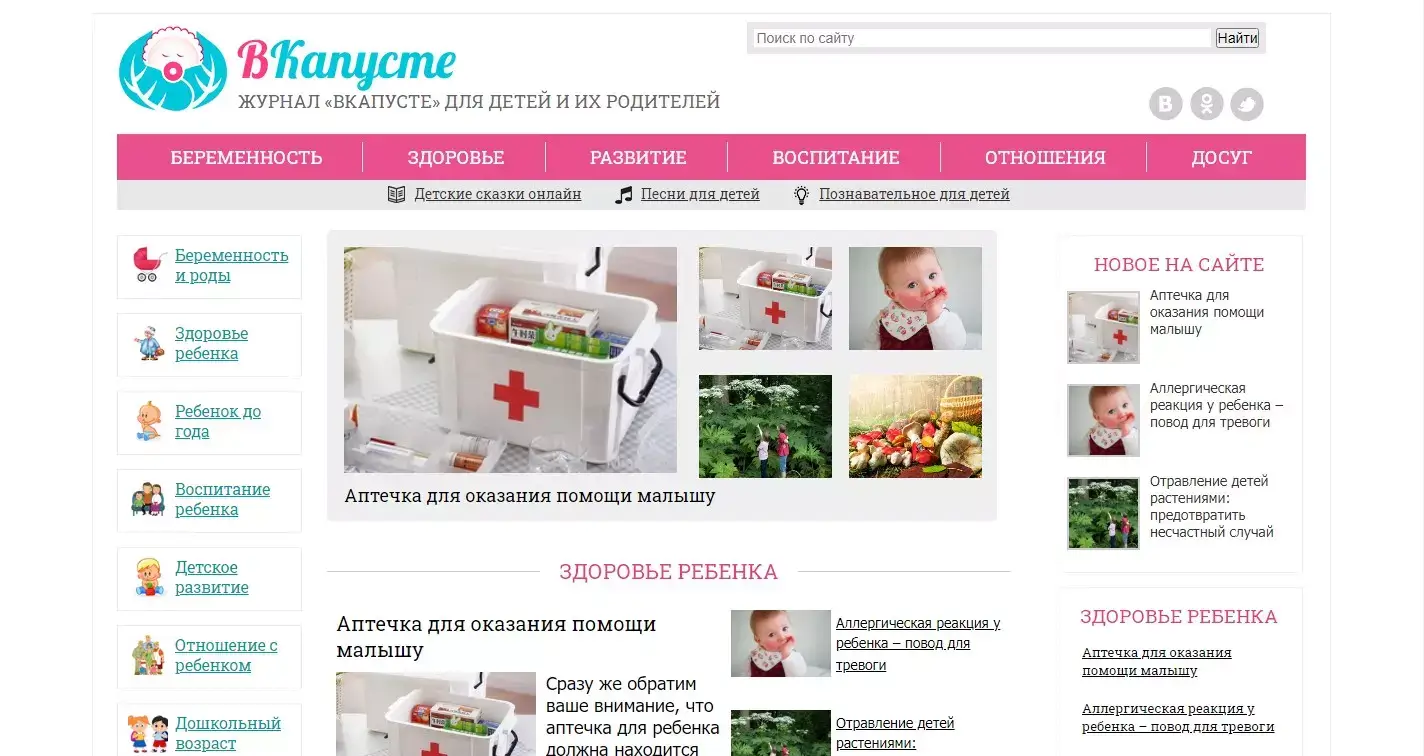 ВКапусте
ЖУРНАЛ «ВКАПУСТЕ» ДЛЯ ДЕТЕЙ И ИХ РОДИТЕЛЕЙ
Поиск по сайту
Найти
В
БЕРЕМЕННОСТЬ
ЗДОРОВЬЕ
РАЗВИТИЕ
ВОСПИТАНИЕ
ОТНОШЕНИЯ
ДОСУГ
Детские сказки онлайн
Песни для детей
Познавательное для детей
Беременность
и роды
Здоровье
ребенка
Ребенок до
года
Воспитание
ребенка
Детское
развитие
Отношение с
ребенком
Дошкольный
возраст
Аптечка для оказания помощи малышу
ЗДОРОВЬЕ РЕБЕНКА
Аптечка для оказания помощи
малышу
Сразу же обратим
ваше внимание, что
аптечка для ребенка
должна находится
Аллергическая реакция у
ребенка – повод для
тревоги
Отравление детей
растениями:
НОВОЕ НА САЙТЕ
Аптечка для
оказания помощи
малышу
Аллергическая
реакция у ребенка –
повод для тревоги
Отравление детей
растениями:
предотвратить
несчастный случай
ЗДОРОВЬЕ РЕБЕНКА
Аптечка для оказания
помощи малышу
Аллергическая реакция у
ребенка – повод для тревоги